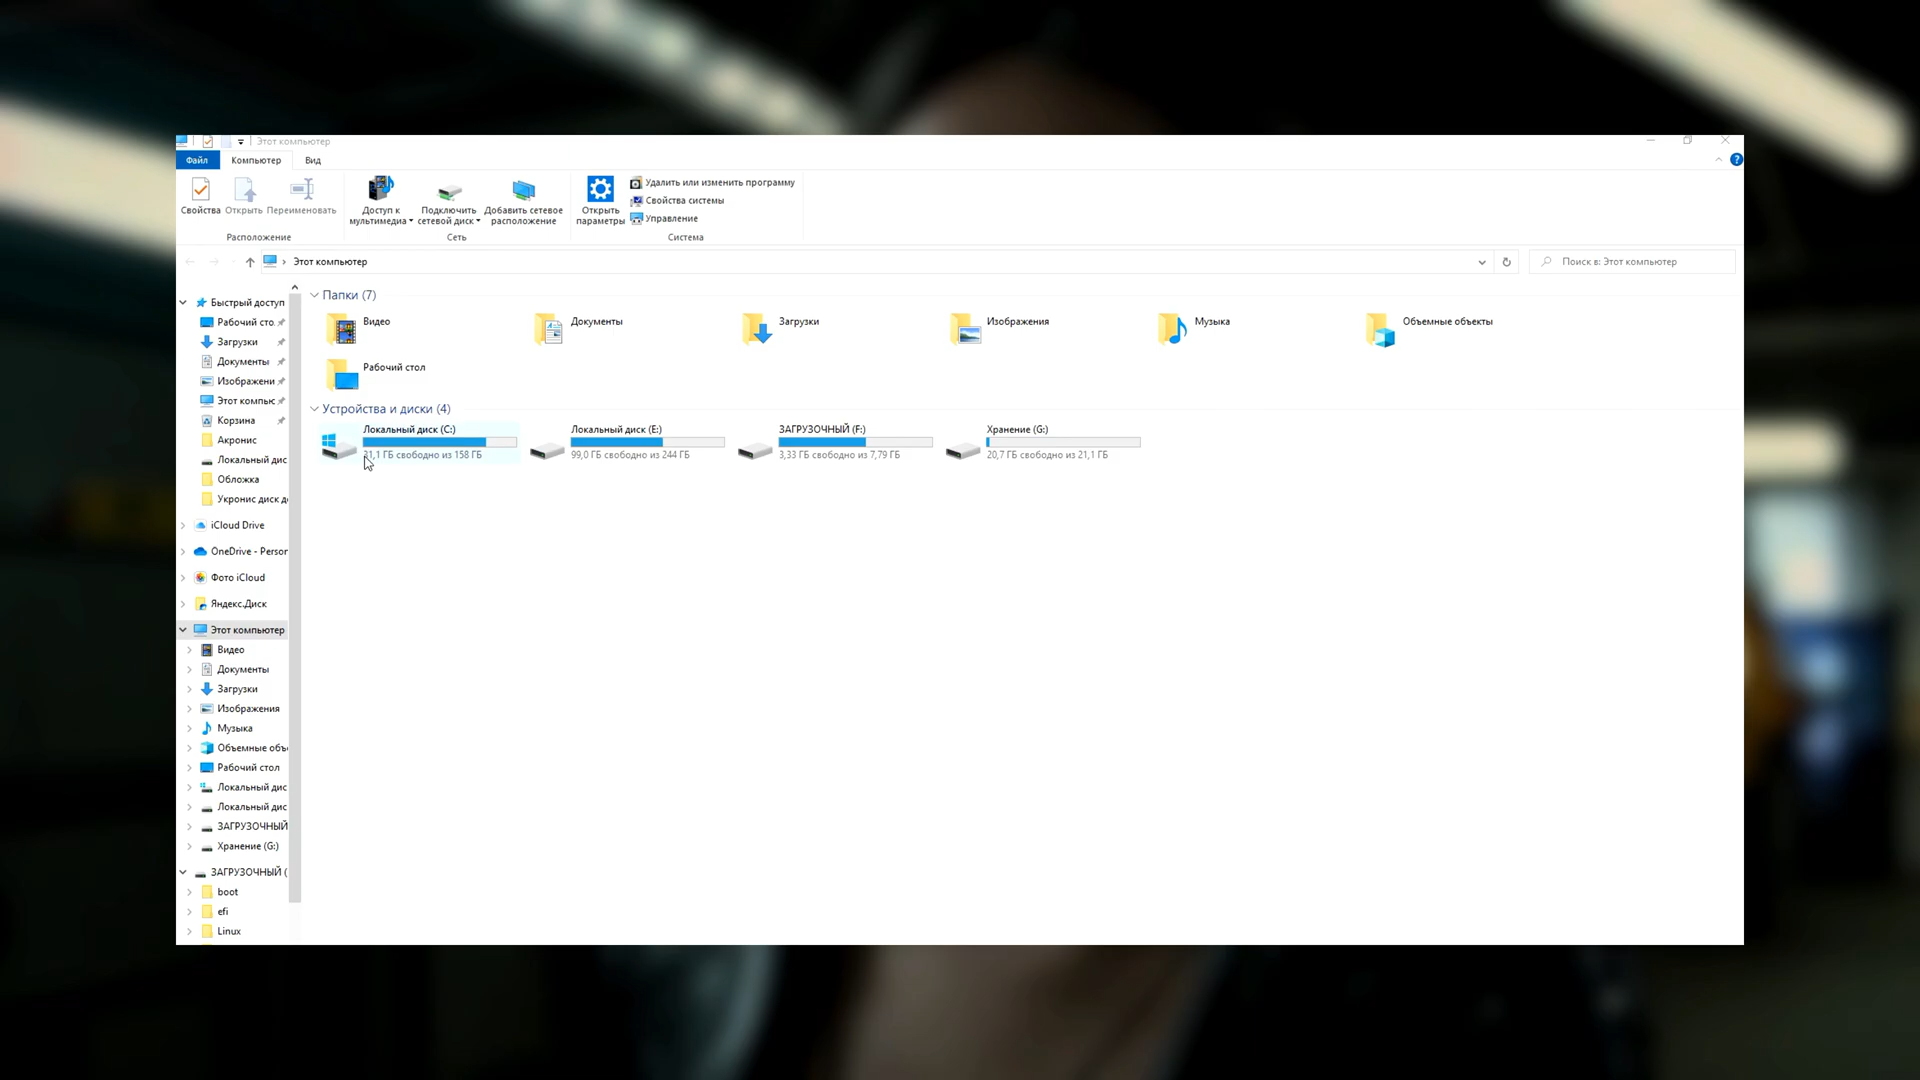 Этот компьютер
Файл
Компьютер
Вид
Свойства
Открыть
Переименовать
Расположение
Доступ к
мультимедиа
Подключить
сетевой диск
Добавить сетевое
расположение
Сеть
Открыть
параметры
Удалить или изменить программу
Свойства системы
Управление
Система
Этот компьютер
Поиск в: Этот компьютер
Быстрый доступ
Рабочий сто
Загрузки
Документы
Изображени
Этот компьк
Корзина
Акронис
Локальный дис
Обложка
Укронис диск д
iCloud Drive
OneDrive - Person
Фото iCloud
Яндекс.Диск
Этот компьютер
Видео
Документы
Загрузки
Изображения
Музыка
Объемные объ
Рабочий стол
Локальный дис
Локальный дис
ЗАГРУЗОЧНЫЙ
Хранение (G:)
ЗАГРУЗОЧНЫЙ (
boot
efi
Linux
Папки (7)
Видео
Документы
Загрузки
Изображения
Музыка
Объемные объекты
Рабочий стол
Устройства и диски (4)
Локальный диск (C:)
31,1 ГБ свободно из 158 ГБ
Локальный диск (E:)
99,0 ГБ свободно из 244 ГБ
ЗАГРУЗОЧНЫЙ (F:)
3,33 ГБ свободно из 7,79 ГБ
Хранение (G:)
20,7 ГБ свободно из 21,1 ГБ